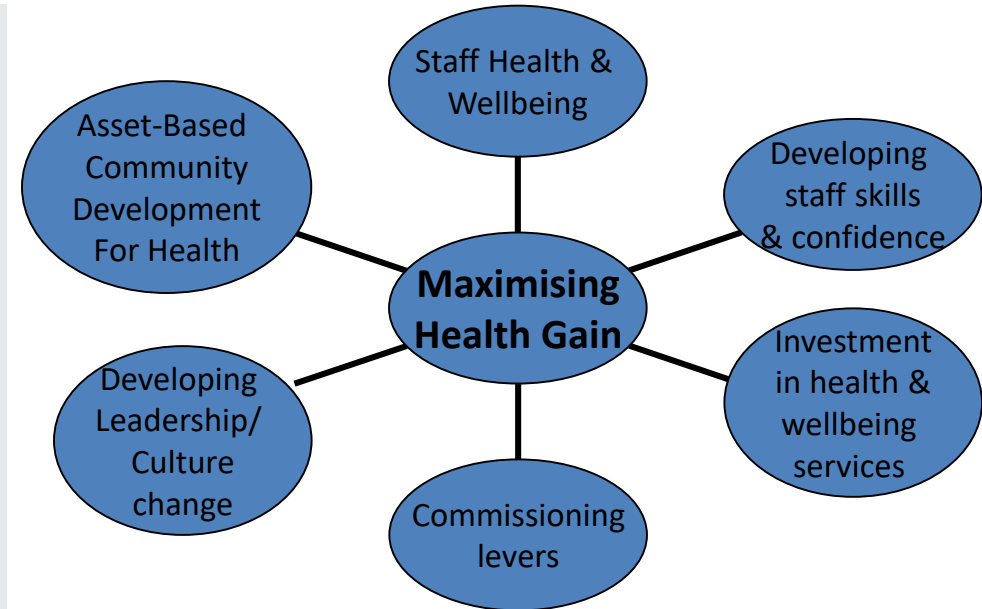 Staff Health &
Wellbeing
Asset-Based
Community
Development
For Health
Developing
staff skills
& confidence
Maximising
Health Gain
Developing
Leadership/
Culture
change
Investment
in health &
wellbeing
services
Commissioning
levers